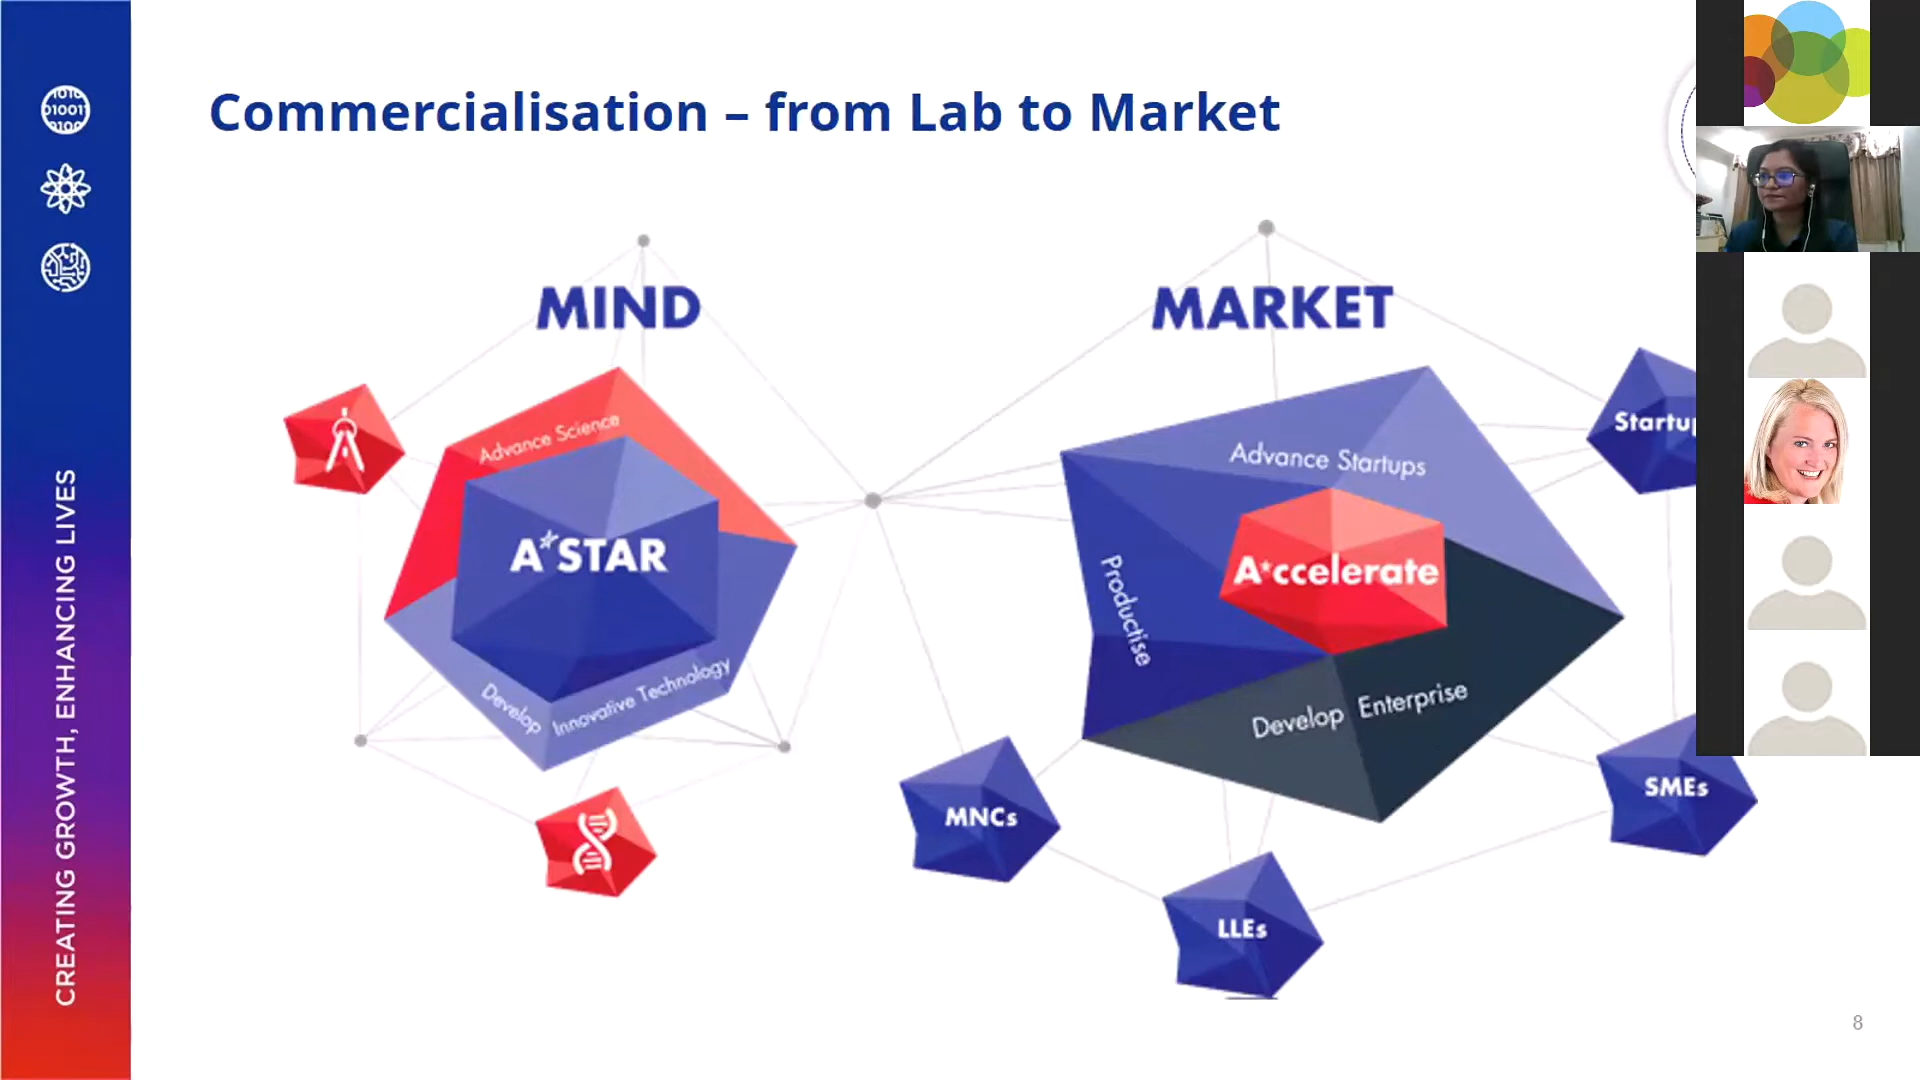 Commercialisation – from Lab to Market
MIND
MARKET
Advance Science
A*STAR
Develop Innovative Technology
Advance Startups
Productise
A*ccelerate
Develop Enterprise
MNCs
LLEs
SMEs
CREATING GROWTH, ENHANCING LIVES
8